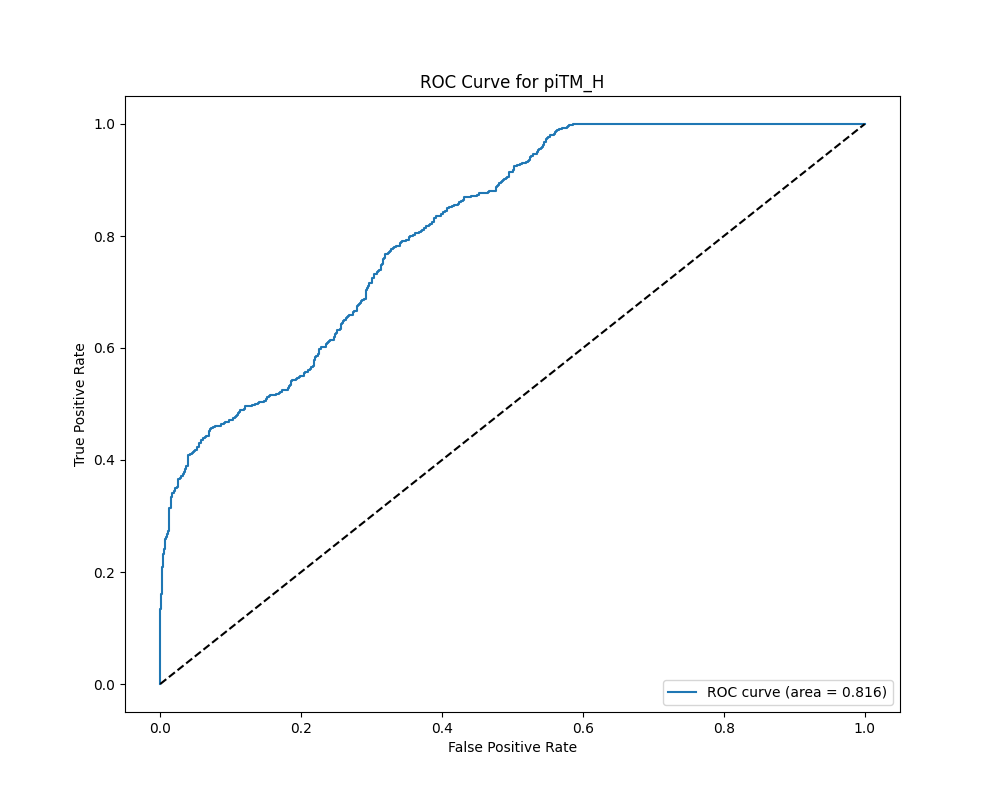 ROC Curve for piTM_H
1.0
0.8
0.6
0.4
0.2
0.0
True Positive Rate
0.0 0.2 0.4 0.6 0.8 1.0
False Positive Rate
ROC curve (area = 0.816)